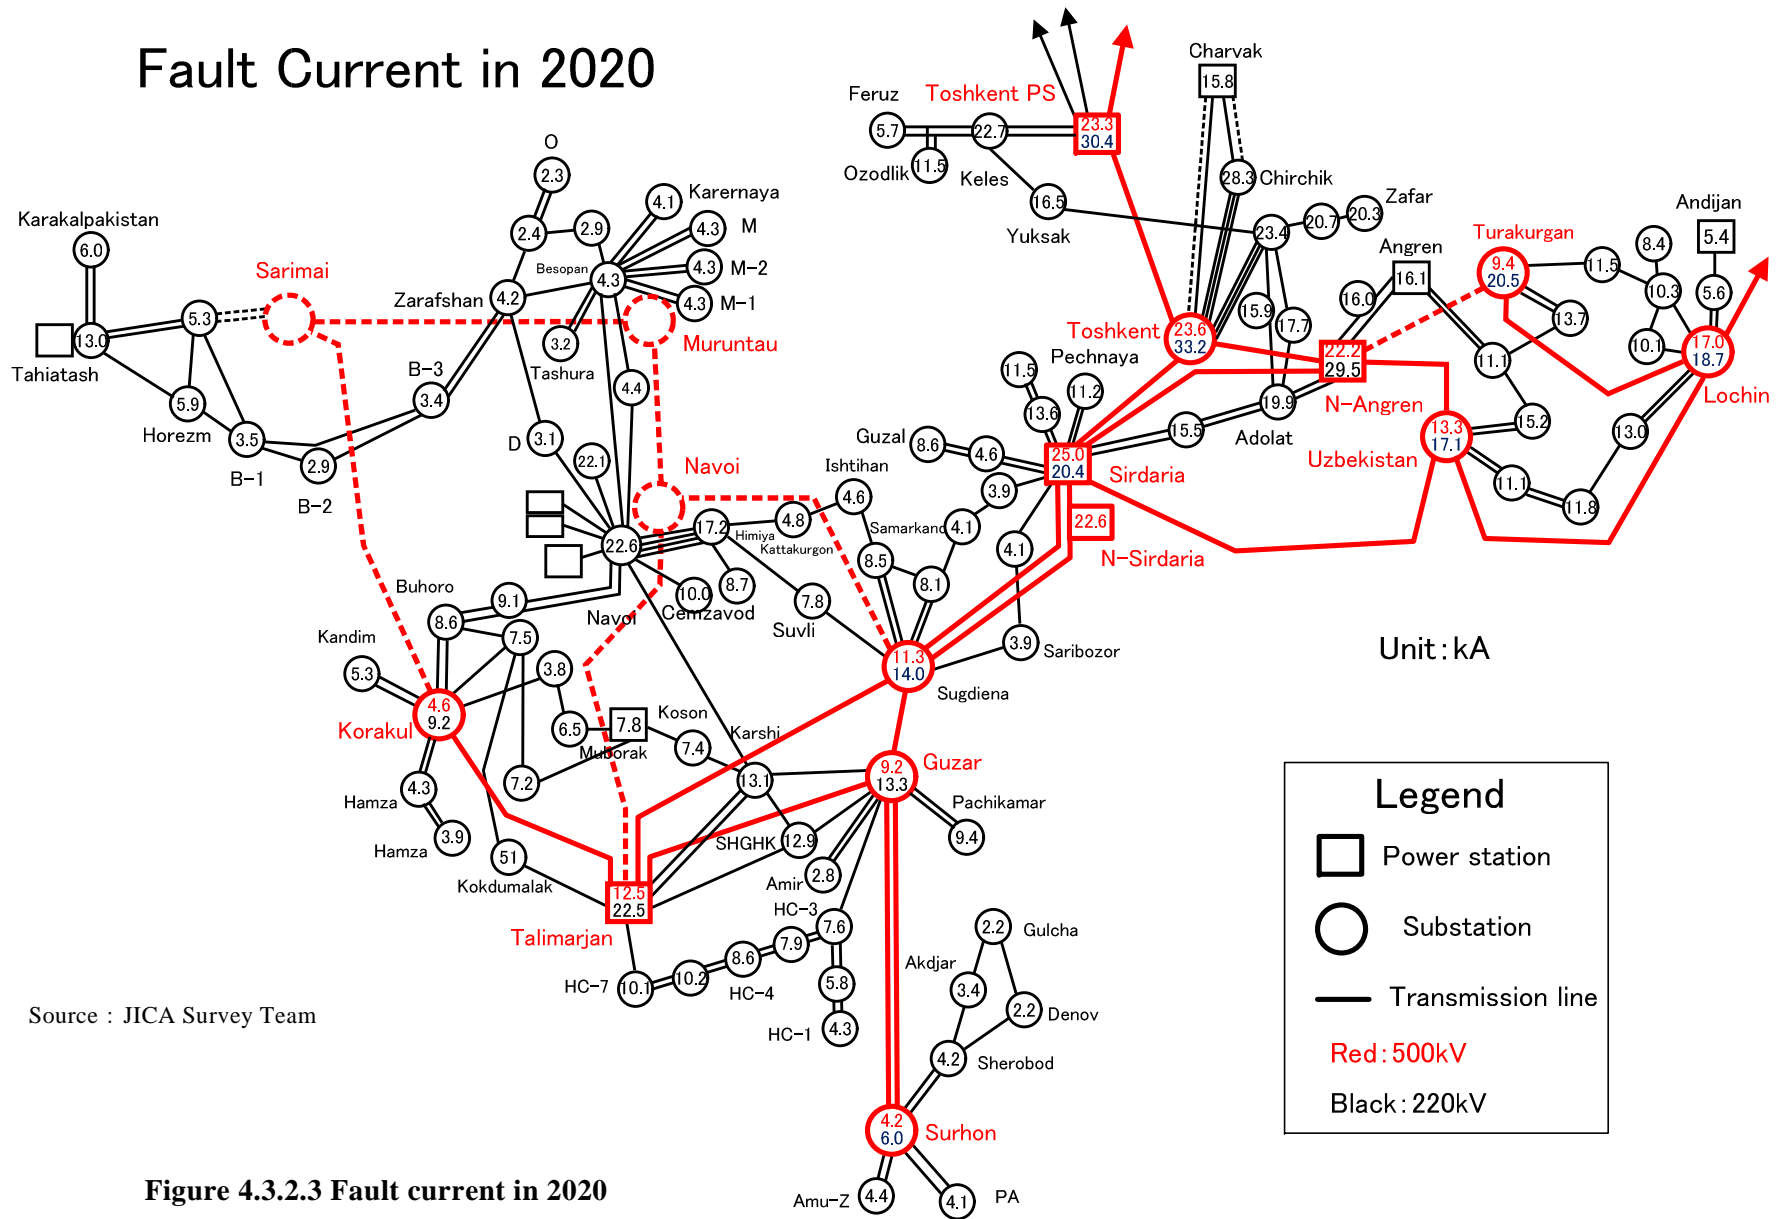 Fault Current in 2020
Charvak
15.8
Feruz
Toshkent PS
5.7
22.7
23.3
30.4
O
2.3
Ozodlik
11.5
Keles
28.3
Chirchik
Zafar
Karernaya
4.1
16.5
Yuksak
20.7
20.3
Andijan
5.4
Karakalpakistan
6.0
2.4
2.9
4.3
M
23.4
Angren
16.1
Turakurgan
9.4
20.5
11.5
8.4
Sarimai
Besopan
4.3
4.3
M-2
Zarafshan
4.2
4.3
M-1
15.9
17.7
16.0
10.3
5.6
5.3
13.7
13.0
Tahiatash
3.2
Tashura
Muruntau
Toshkent
23.6
33.2
Pechnaya
22.2
29.5
11.1
10.1
17.0
18.7
Lochin
B-3
3.4
4.4
11.5
11.2
N-Angren
5.9
Horezm
13.6
19.9
Adolat
15.2
3.5
B-1
3.1
D
Guzal
8.6
4.6
15.5
13.3
17.1
Uzbekistan
13.0
2.9
B-2
22.1
Navoi
Ishtihan
4.6
25.0
20.4
Sirdaria
3.9
11.1
11.8
22.6
17.2
Himiya
4.8
Kattakurgon
Samarkand
4.1
22.6
N-Sirdaria
4.1
8.5
8.1
Buhoro
9.1
8.6
Navoi
10.0
8.7
Cemzavod
7.8
Suvli
Kandim
5.3
7.5
3.9
Saribozor
Unit:kA
3.8
11.3
14.0
Sugdiena
4.6
9.2
Korakul
6.5
7.8
Muborak
Koson
7.4
Karshi
13.1
9.2
13.3
Guzar
4.3
Hamza
7.2
Pachikamar
9.4
3.9
Hamza
51
Kokdumalak
SHGHK
12.9
Amir
2.8
12.5
22.5
Talimarjan
HC-3
7.6
7.9
8.6
10.2
10.1
HC-7
HC-4
5.8
HC-1
4.3
2.2
Gulcha
Akdjar
3.4
2.2
Denov
4.2
Sherobod
4.2
6.0
Surhon
Amu-Z
4.4
4.1
PA
Legend
Power station
Substation
Transmission line
Red:500kV
Black:220kV
Source : JICA Survey Team
Figure 4.3.2.3 Fault current in 2020